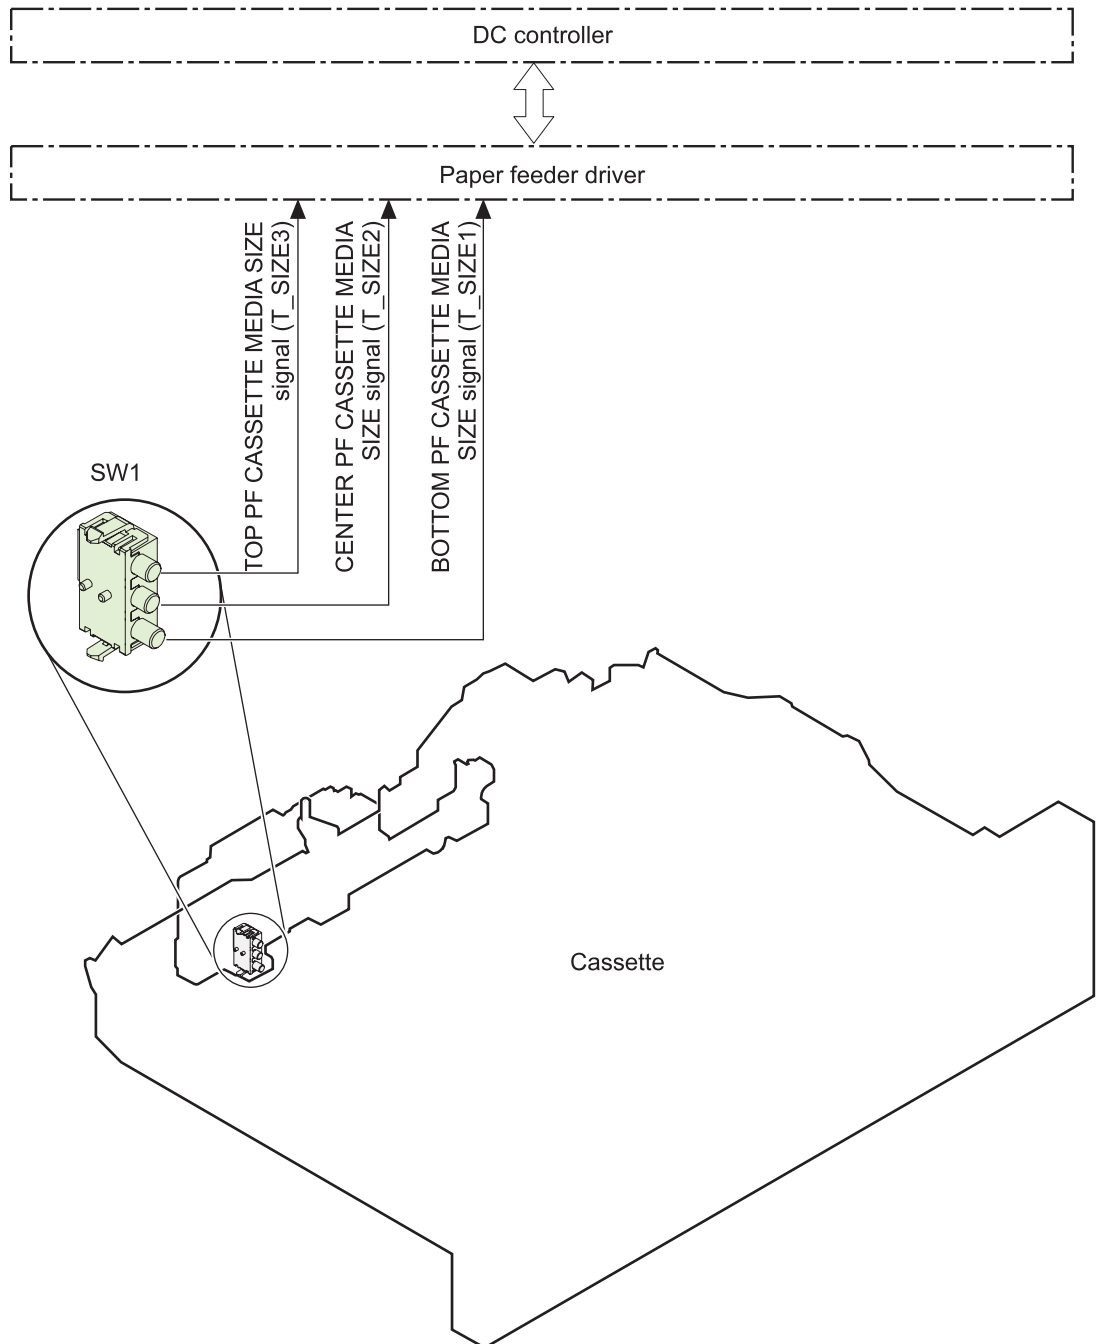 DC controller
Paper feeder driver
TOP PF CASSETTE MEDIA SIZE
signal (T_SIZE3)
CENTER PF CASSETTE MEDIA
SIZE signal (T_SIZE2)
BOTTOM PF CASSETTE MEDIA
SIZE signal (T_SIZE1)
SW1
Cassette